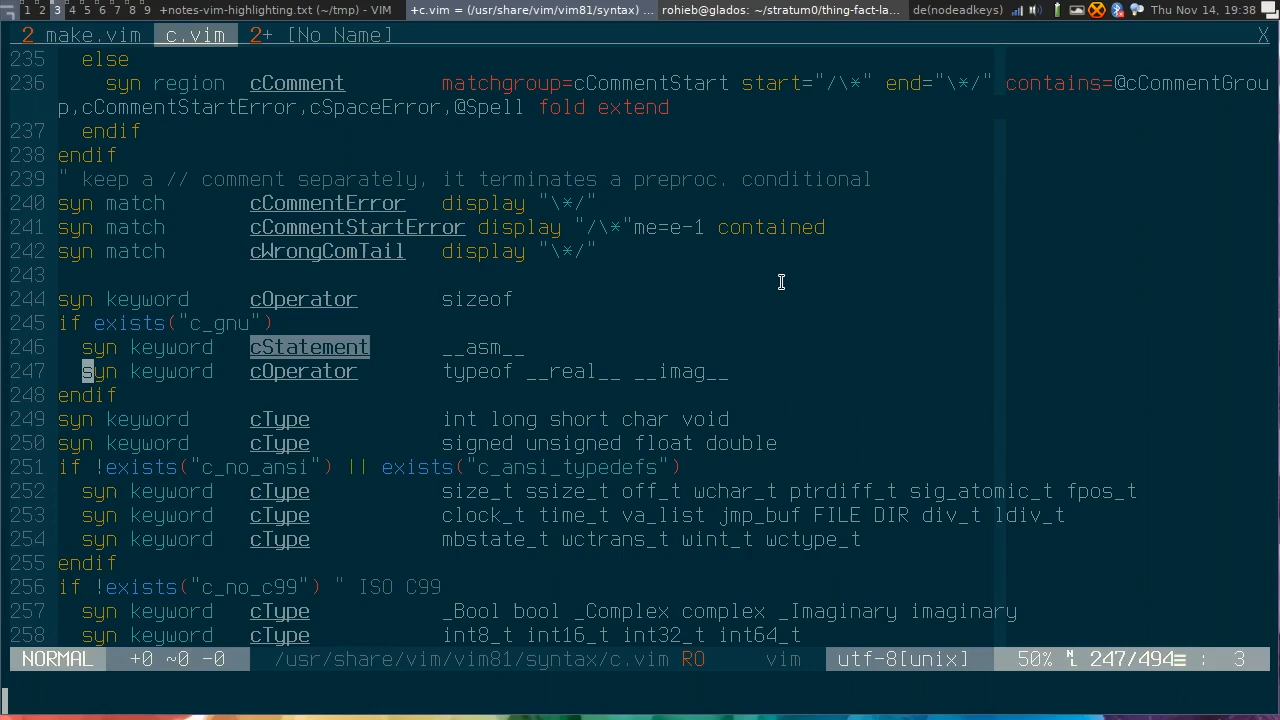 1 2 3 4 5 6 7 8 9 +notes-vim-highlighting.txt (~/tmp) - VIM +c.vim = (/usr/share/vim/vim81/syntax) ... rohieb@glados: ~/stratum0/thing-fact-la... de(nodeadkeys) Thu Nov 14, 19:38
2 make.vim c.vim 2+ [No Name] X
235 else
236 syn region cComment matchgroup=cCommentStart start="/\*" end="\*/" contains=@cCommentGrou
p,cCommentStartError,cSpaceError,@Spell fold extend
237 endif
238 endif
239 " keep a // comment separately, it terminates a preproc. conditional
240 syn match cCommentError display "\*/"
241 syn match cCommentStartError display "/\*"me=e-1 contained
242 syn match cWrongComTail display "\*/"
243
244 syn keyword cOperator sizeof
245 if exists("c_gnu")
246 syn keyword cStatement __asm__
247 syn keyword cOperator typeof __real__ __imag__
248 endif
249 syn keyword cType int long short char void
250 syn keyword cType signed unsigned float double
251 if !exists("c_no_ansi") || exists("c_ansi_typedefs")
252 syn keyword cType size_t ssize_t off_t wchar_t ptrdiff_t sig_atomic_t fpos_t
253 syn keyword cType clock_t time_t va_list jmp_buf FILE DIR div_t ldiv_t
254 syn keyword cType mbstate_t wctrans_t wint_t wctype_t
255 endif
256 if !exists("c_no_c99") " ISO C99
257 syn keyword cType _Bool bool _Complex complex _Imaginary imaginary
258 syn keyword cType int8_t int16_t int32_t int64_t
NORMAL +0 ~0 -0 /usr/share/vim/vim81/syntax/c.vim RO vim utf-8[unix] 50% ␤ 247/494☰ : 3